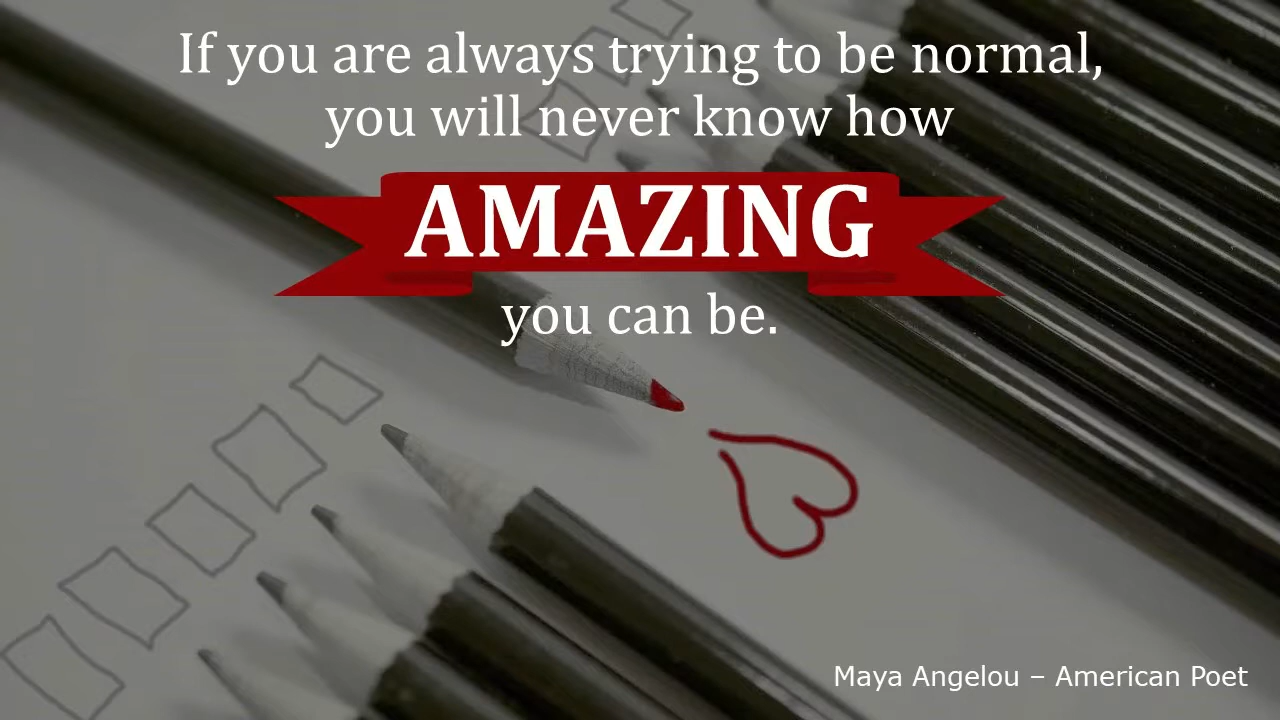 If you are always trying to be normal,
you will never know how
AMAZING
you can be.
Maya Angelou – American Poet